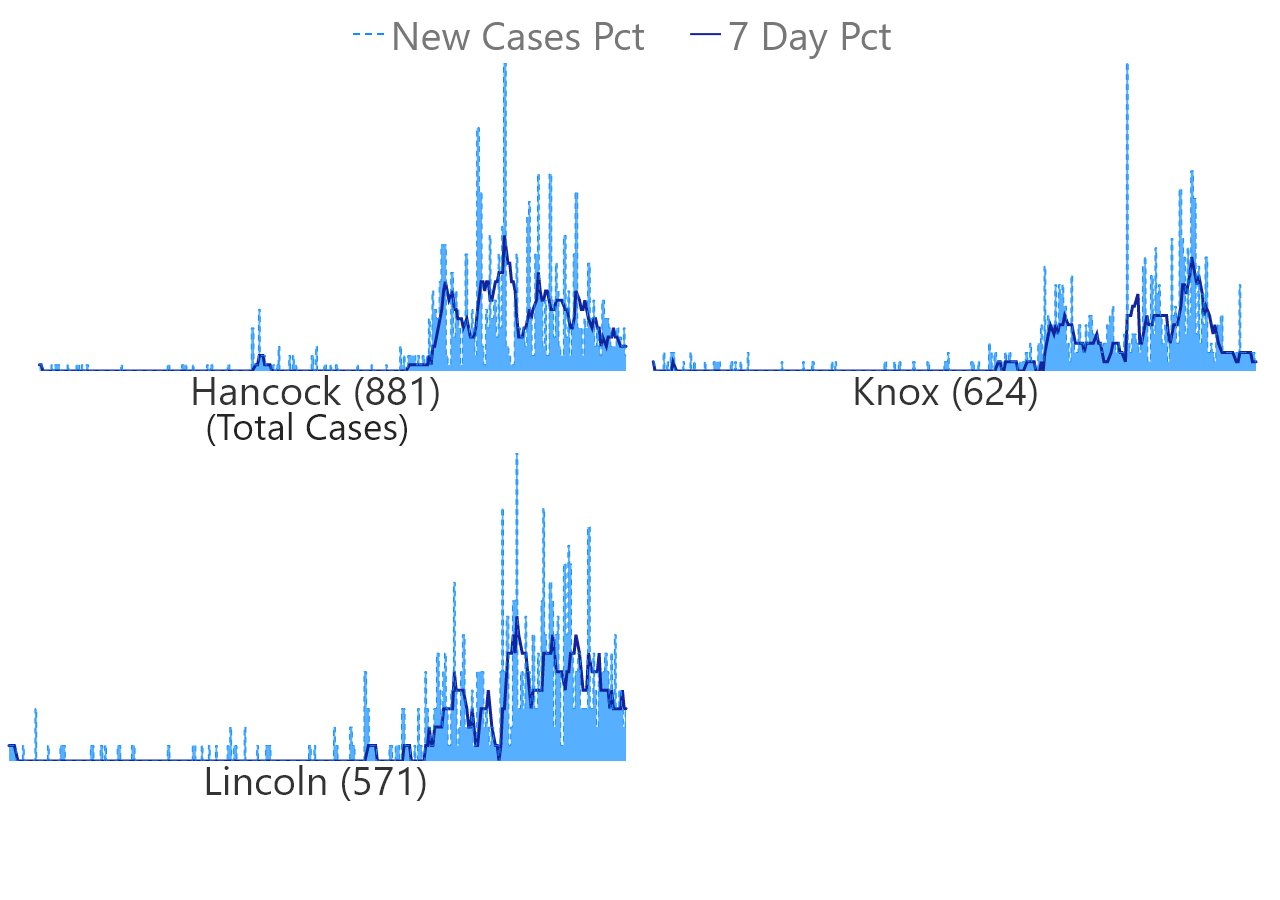 New Cases Pct 7 Day Pct
Hancock (881)
(Total Cases)
Knox (624)
Lincoln (571)